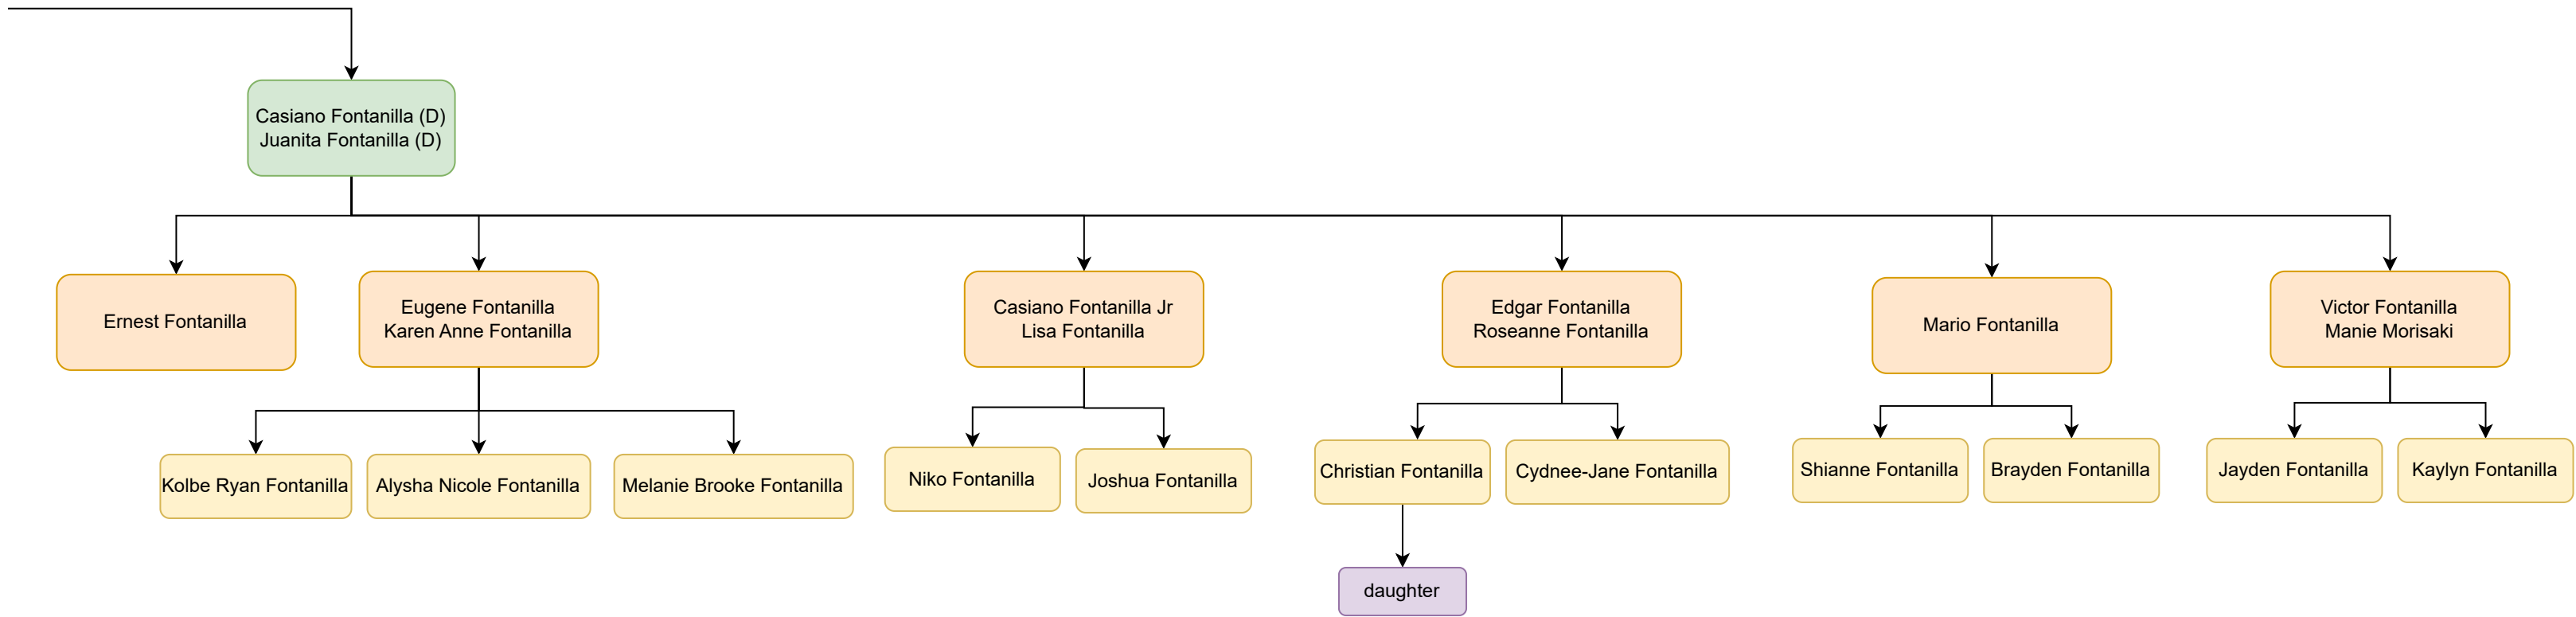 Casiano Fontanilla (D)
Juanita Fontanilla (D)
Ernest Fontanilla
Eugene Fontanilla
Karen Anne Fontanilla
Casiano Fontanilla Jr
Lisa Fontanilla
Edgar Fontanilla
Roseanne Fontanilla
Mario Fontanilla
Victor Fontanilla
Manie Morisaki
Kolbe Ryan Fontanilla
Alysha Nicole Fontanilla
Melanie Brooke Fontanilla
Niko Fontanilla
Joshua Fontanilla
Christian Fontanilla
Cydnee-Jane Fontanilla
Shianne Fontanilla
Brayden Fontanilla
Jayden Fontanilla
Kaylyn Fontanilla
daughter